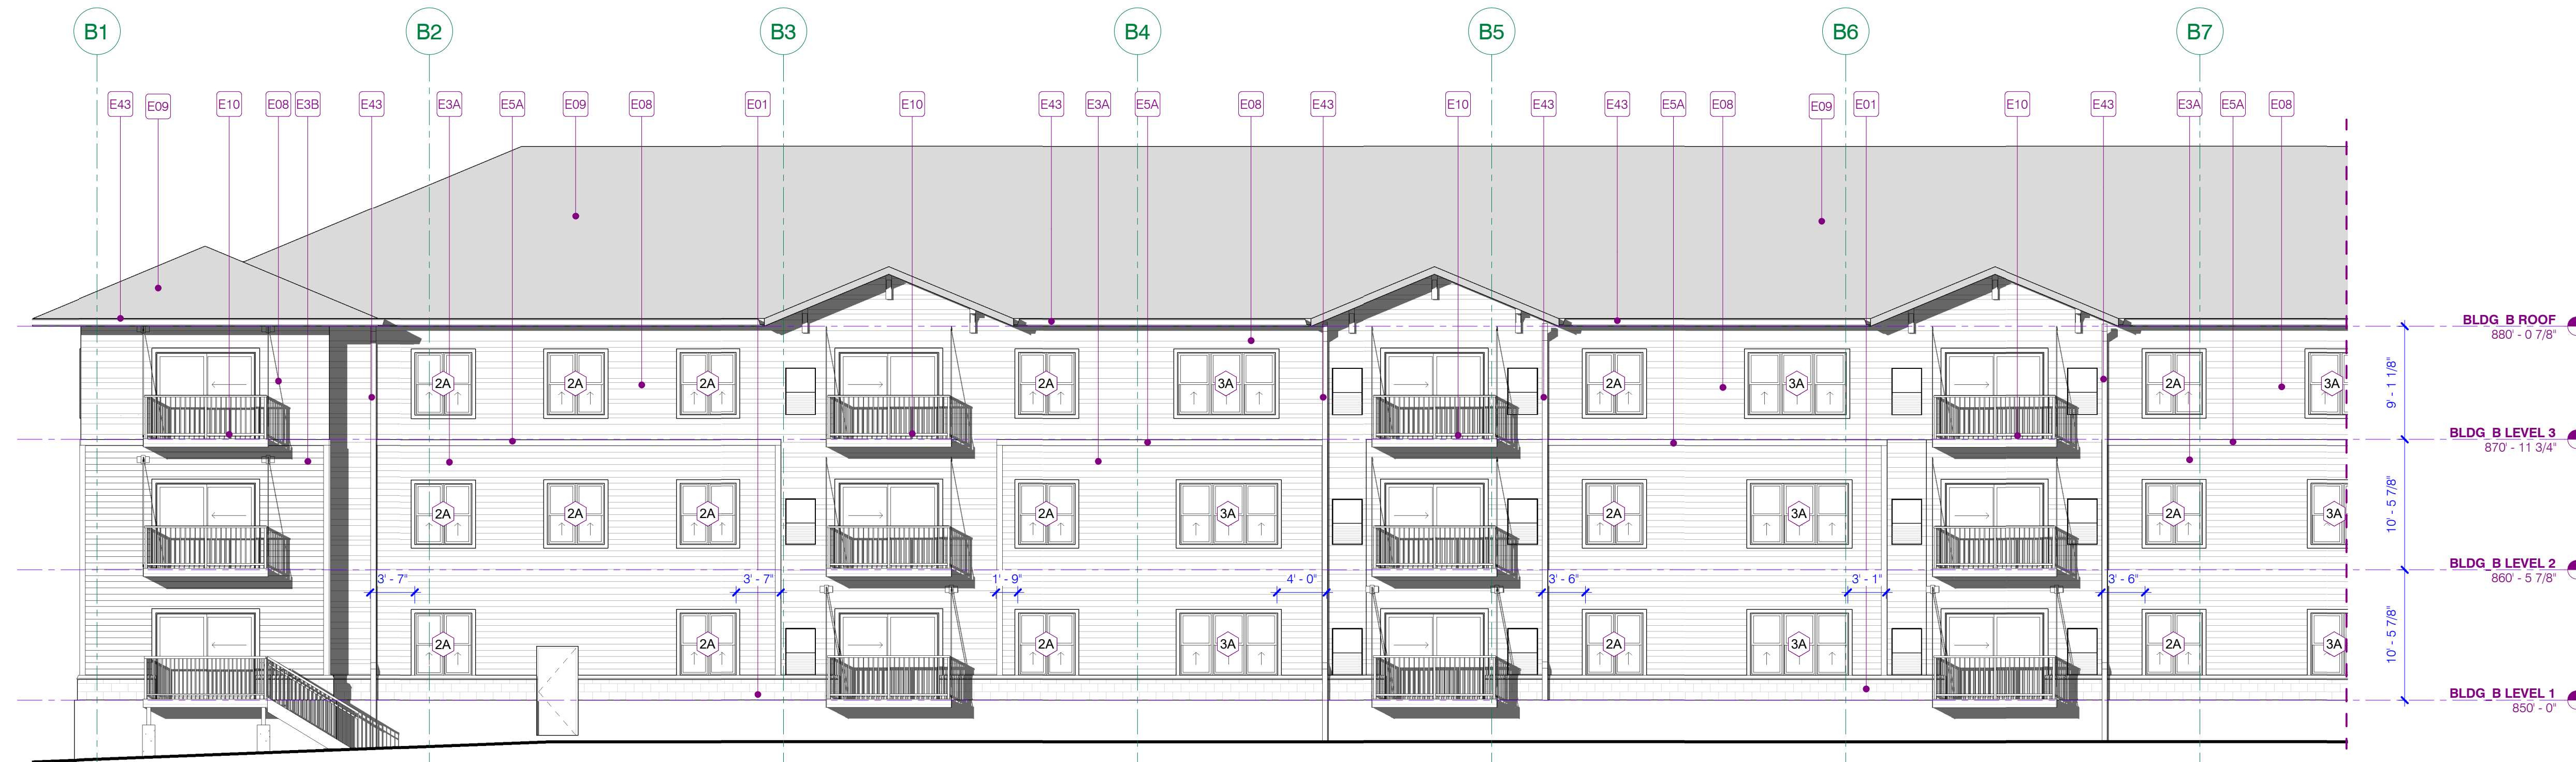 B1 B2 B3 B4 B5 B6 B7
E43 E09 E10 E08 E3B E43 E3A E5A E09 E08 E01 E10 E43 E3A E5A E08 E43 E10 E43 E43 E5A E08 E09 E01 E10 E43 E3A E5A E08
BLDG_B ROOF
880' - 0 7/8"
9' - 1 1/8"
2A 2A 2A 2A 3A 2A 3A 2A 3A
BLDG_B LEVEL 3
870' - 11 3/4"
10' - 5 7/8"
2A 2A 2A 2A 3A 2A 3A 2A 3A
BLDG_B LEVEL 2
860' - 5 7/8"
3' - 7" 3' - 7" 1' - 9" 4' - 0" 3' - 6" 3' - 1" 3' - 6"
10' - 5 7/8"
2A 2A 2A 3A 2A 3A 2A 3A
BLDG_B LEVEL 1
850' - 0"